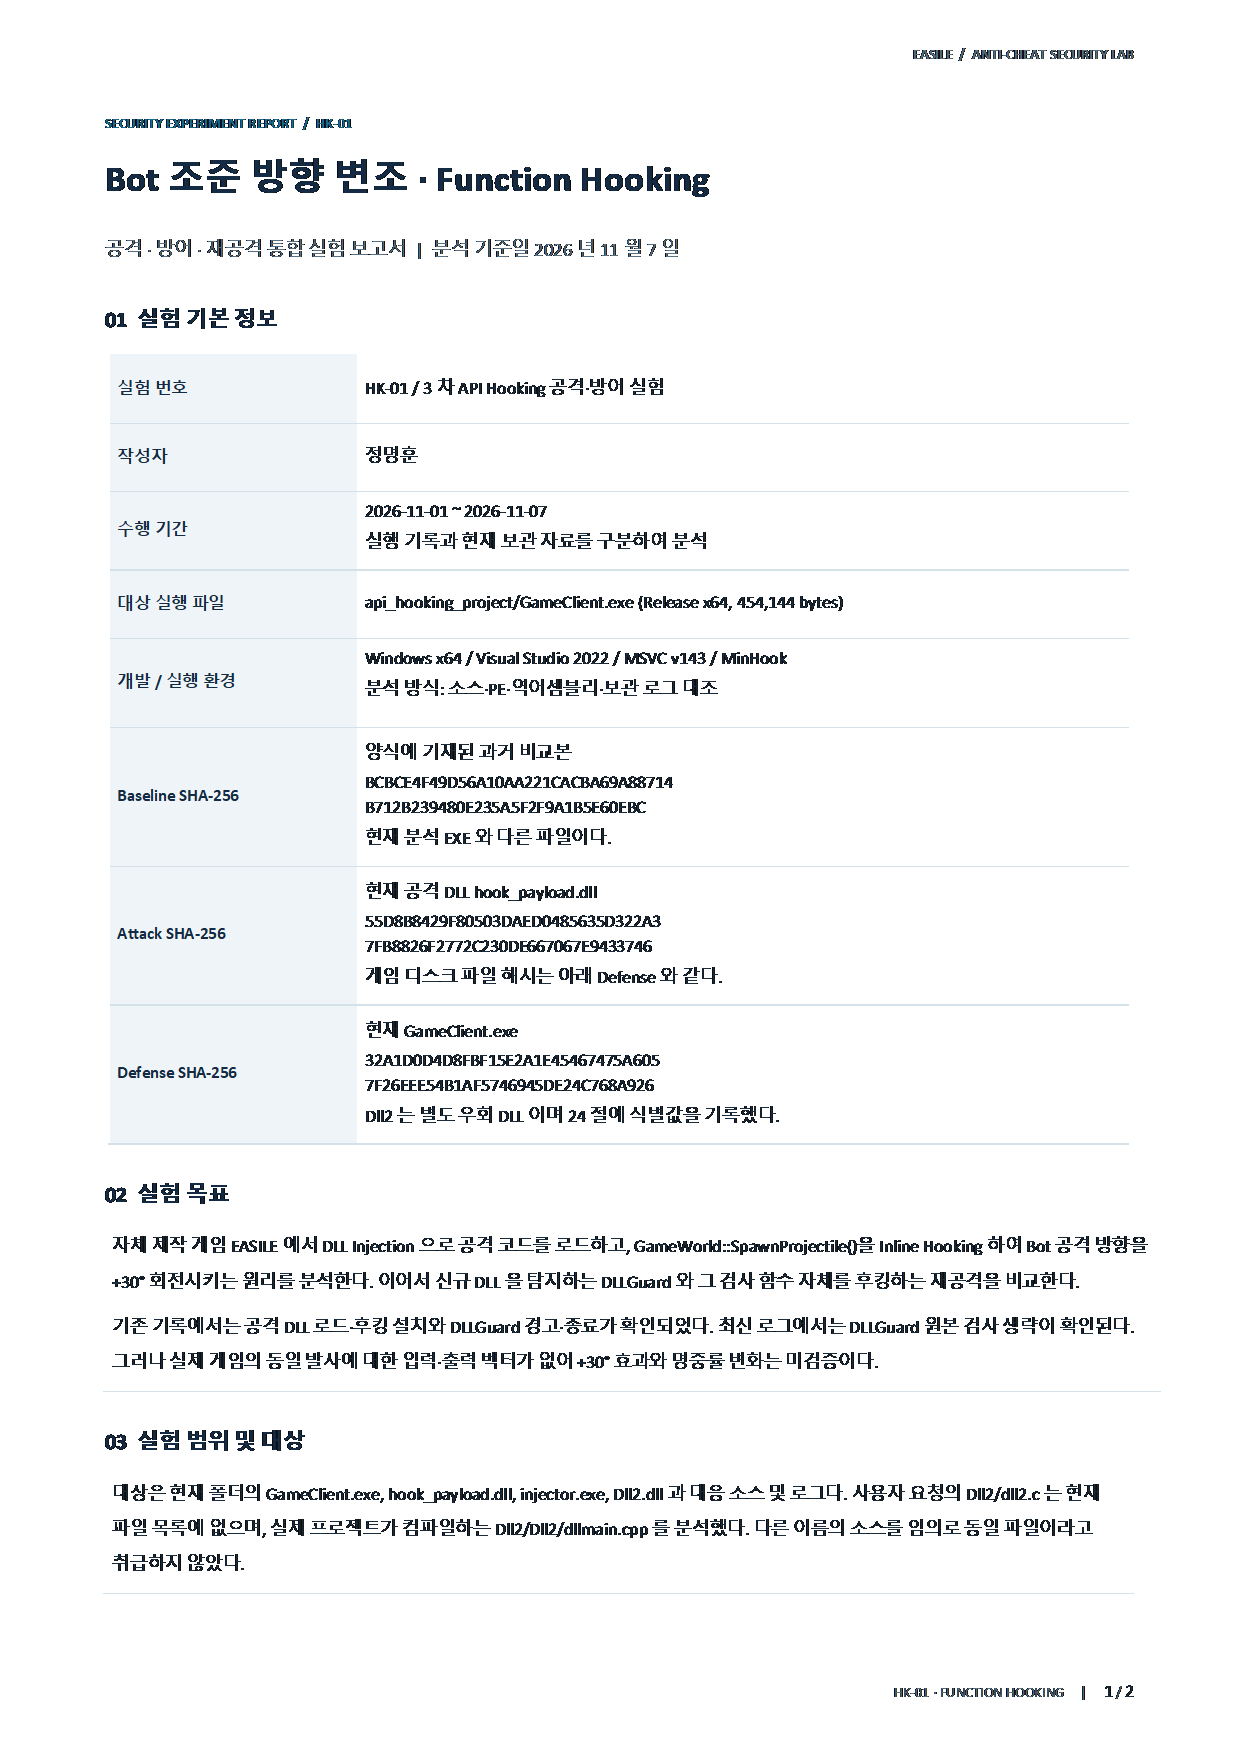 EASILE / ANTI-CHEAT SECURITY LAB
SECURITY EXPERIMENT REPORT / HK-01
Bot 조준 방향 변조 · Function Hooking
공격 · 방어 · 재공격 통합 실험 보고서 | 분석 기준일 2026 년 11 월 7 일
01 실험 기본 정보
실험 번호 HK-01 / 3 차 API Hooking 공격·방어 실험
작성자 정명훈
수행 기간 2026-11-01 ~ 2026-11-07
실행 기록과 현재 보관 자료를 구분하여 분석
대상 실행 파일 api_hooking_project/GameClient.exe (Release x64, 454,144 bytes)
개발 / 실행 환경 Windows x64 / Visual Studio 2022 / MSVC v143 / MinHook
분석 방식: 소스·PE·역어셈블리·보관 로그 대조
Baseline SHA-256 양식에 기재된 과거 비교본
BCBCE4F49D56A10AA221CACBA69A88714
B712B239480E235A5F2F9A1B5E60EBC
현재 분석 EXE 와 다른 파일이다.
Attack SHA-256 현재 공격 DLL hook_payload.dll
55D8B8429F80503DAED0485635D322A3
7FB8826F2772C230DE667067E9433746
게임 디스크 파일 해시는 아래 Defense 와 같다.
Defense SHA-256 현재 GameClient.exe
32A1D0D4D8FBF15E2A1E45467475A605
7F26EEE54B1AF5746945DE24C768A926
Dll2 는 별도 우회 DLL 이며 24 절에 식별값을 기록했다.
02 실험 목표
자체 제작 게임 EASILE 에서 DLL Injection 으로 공격 코드를 로드하고, GameWorld::SpawnProjectile()을 Inline Hooking 하여 Bot 공격 방향을
+30° 회전시키는 원리를 분석한다. 이어서 신규 DLL 을 탐지하는 DLLGuard 와 그 검사 함수 자체를 후킹하는 재공격을 비교한다.
기존 기록에서는 공격 DLL 로드·후킹 설치와 DLLGuard 경고·종료가 확인되었다. 최신 로그에서는 DLLGuard 원본 검사 생략이 확인된다.
그러나 실제 게임의 동일 발사에 대한 입력·출력 벡터가 없어 +30° 효과와 명중률 변화는 미검증이다.
03 실험 범위 및 대상
대상은 현재 폴더의 GameClient.exe, hook_payload.dll, injector.exe, Dll2.dll 과 대응 소스 및 로그다. 사용자 요청의 Dll2/dll2.c 는 현재
파일 목록에 없으며, 실제 프로젝트가 컴파일하는 Dll2/Dll2/dllmain.cpp 를 분석했다. 다른 이름의 소스를 임의로 동일 파일이라고
취급하지 않았다.
HK-01 · FUNCTION HOOKING | 1 / 2